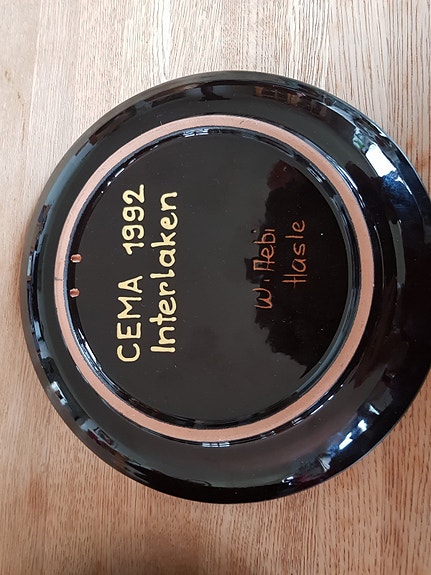 CEMA 1992
Interlaken
W. Aebi
Hasle